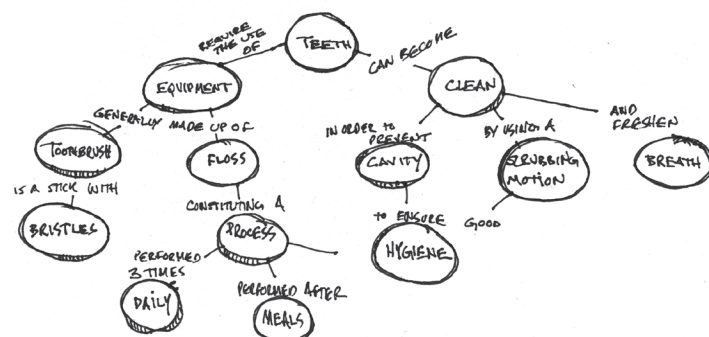 TEETH
REQUIRE
THE USE
OF
CAN BECOME
EQUIPMENT
CLEAN
GENERALLY
MADE UP OF
IN ORDER TO
PREVENT
BY USING A
AND
FRESHEN
TOOTHBRUSH
FLOSS
CAVITY
SCRUBBING
MOTION
BREATH
IS A STICK WITH
CONSTITUTING A
TO ENSURE
GOOD
BRISTLES
PROCESS
HYGIENE
PERFORMED
3 TIMES
PERFORMED AFTER
DAILY
MEALS